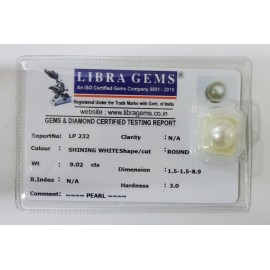 LIBRA GEMS
An ISO Certified Gems Company 9001 - 2015
Registered Under the Trade Marks with Govt. of India
website : www.libragems.co.in
GEMS & DIAMOND CERTIFIED TESTING REPORT
ReportNo: LP 232 Clarity : N/A
Colour : SHINING WHITE Shape/cut : ROUND
Wt : 9.02 cts Dimension : 1.5-1.5-8.9
R.Index : N/A Hardness : 3.0
Comment ---- PEARL ----